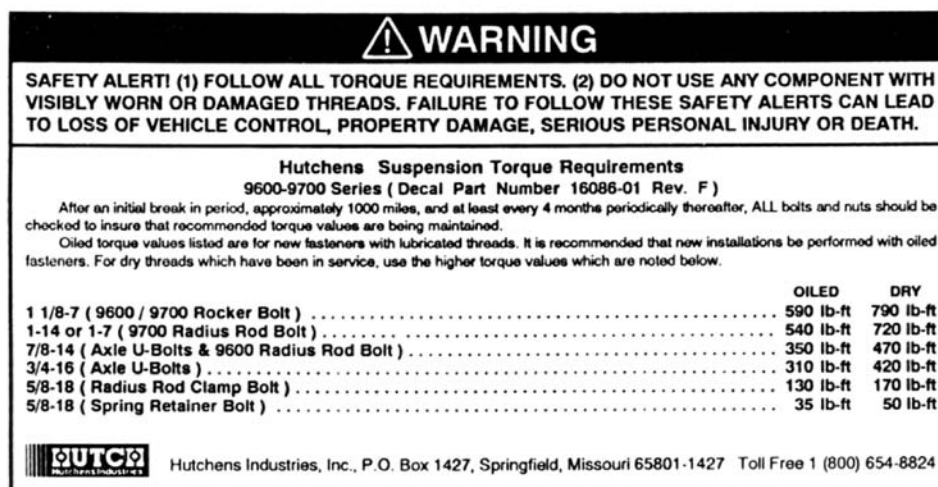 ⚠ WARNING
SAFETY ALERT! (1) FOLLOW ALL TORQUE REQUIREMENTS. (2) DO NOT USE ANY COMPONENT WITH
VISIBLY WORN OR DAMAGED THREADS. FAILURE TO FOLLOW THESE SAFETY ALERTS CAN LEAD
TO LOSS OF VEHICLE CONTROL, PROPERTY DAMAGE, SERIOUS PERSONAL INJURY OR DEATH.
Hutchens Suspension Torque Requirements
9600-9700 Series ( Decal Part Number 16086-01 Rev. F )
After an initial break in period, approximately 1000 miles, and at least every 4 months periodically thereafter, ALL bolts and nuts should be
checked to insure that recommended torque values are being maintained.
Oiled torque values listed are for new fasteners with lubricated threads. It is recommended that new installations be performed with oiled
fasteners. For dry threads which have been in service, use the higher torque values which are noted below.
OILED DRY
1 1/8-7 ( 9600 / 9700 Rocker Bolt ) 590 lb-ft 790 lb-ft
1-14 or 1-7 ( 9700 Radius Rod Bolt ) 540 lb-ft 720 lb-ft
7/8-14 ( Axle U-Bolts & 9600 Radius Rod Bolt ) 350 lb-ft 470 lb-ft
3/4-16 ( Axle U-Bolts ) 310 lb-ft 420 lb-ft
5/8-18 ( Radius Rod Clamp Bolt ) 130 lb-ft 170 lb-ft
5/8-18 ( Spring Retainer Bolt ) 35 lb-ft 50 lb-ft
HUTCH
Hutchens Industries
Hutchens Industries, Inc., P.O. Box 1427, Springfield, Missouri 65801-1427 Toll Free 1 (800) 654-8824